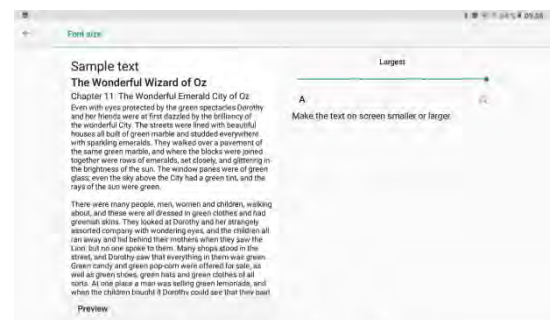 09:08
Font size
Sample text
The Wonderful Wizard of Oz
Chapter 11: The Wonderful Emerald City of Oz
Even with eyes protected by the green spectacles Dorothy
and her friends were at first dazzled by the brilliancy of
the wonderful City. The streets were lined with beautiful
houses all built of green marble and studded everywhere
with sparkling emeralds. They walked over a pavement of
the same green marble, and where the blocks were joined
together were rows of emeralds, set closely, and glittering in
the brightness of the sun. The window panes were of green
glass; even the sky above the City had a green tint, and the
rays of the sun were green.
There were many people, men, women and children, walking
about, and these were all dressed in green clothes and had
greenish skins. They looked at Dorothy and her strangely
assorted company with wondering eyes, and the children all
ran away and hid behind their mothers when they saw the
Lion; but no one spoke to them. Many shops stood in the
street, and Dorothy saw that everything in them was green.
Green candy and green pop-corn were offered for sale, as
well as green shoes, green hats and green clothes of all
sorts. At one place a man was selling green lemonade, and
when the children bought it Dorothy could see that they paid
Preview
Largest
A
Make the text on screen smaller or larger.